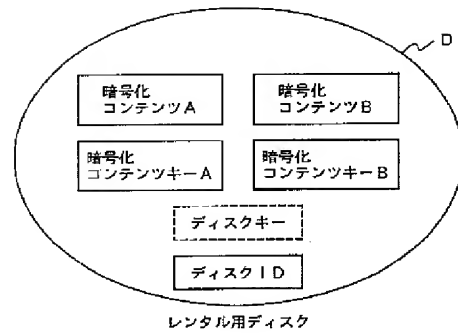 D
暗号化
コンテンツA
暗号化
コンテンツB
暗号化
コンテンツキーA
暗号化
コンテンツキーB
ディスクキー
ディスクID
レンタル用ディスク